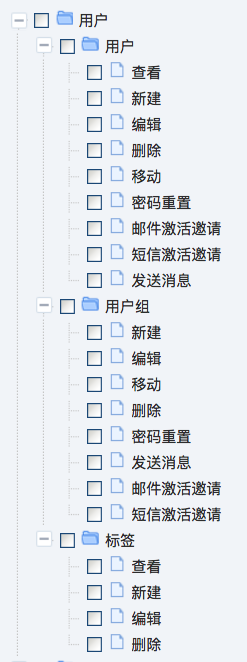 用户
用户
查看
新建
编辑
删除
移动
密码重置
邮件激活邀请
短信激活邀请
发送消息
用户组
新建
编辑
移动
删除
密码重置
发送消息
邮件激活邀请
短信激活邀请
标签
查看
新建
编辑
删除